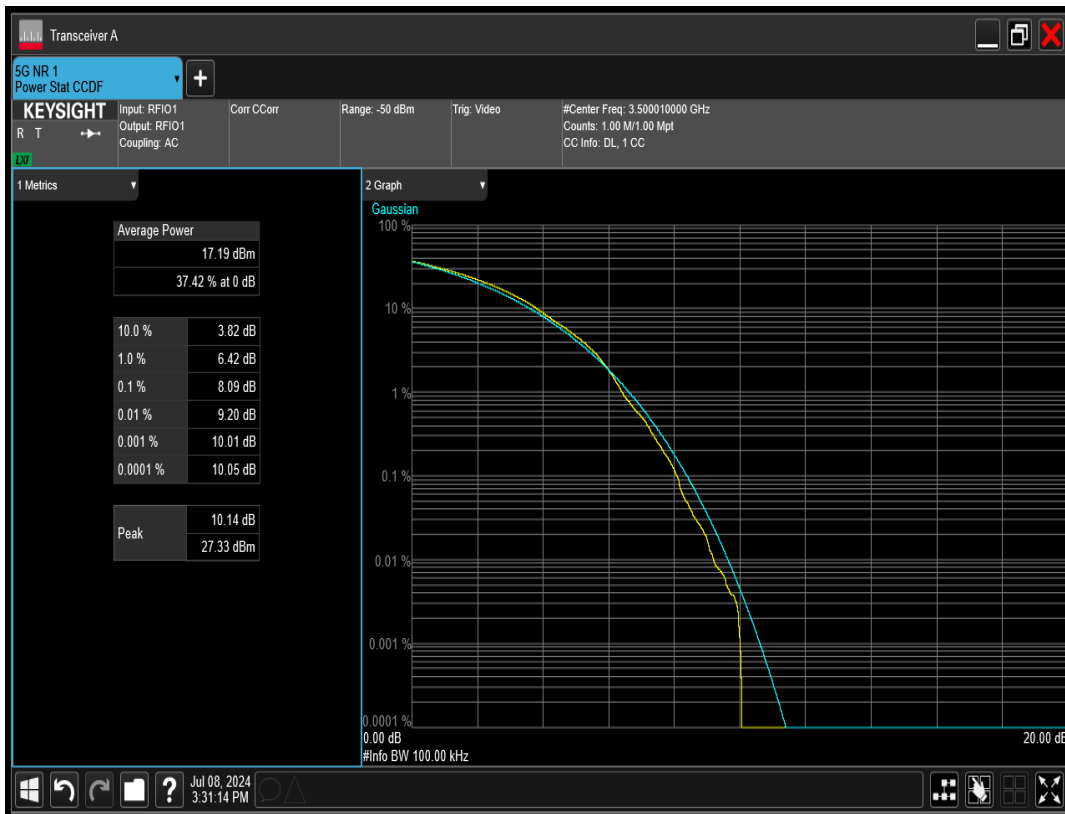 Transceiver A
5G NR 1
Power Stat CCDF
+
KEYSIGHT
R T
LXI
Input: RFIO1
Output: RFIO1
Coupling: AC
Corr CCorr
Range: -50 dBm
Trig: Video
#Center Freq: 3.500010000 GHz
Counts: 1.00 M/1.00 Mpt
CC Info: DL, 1 CC
1 Metrics
Average Power
17.19 dBm
37.42 % at 0 dB
10.0 % 3.82 dB
1.0 % 6.42 dB
0.1 % 8.09 dB
0.01 % 9.20 dB
0.001 % 10.01 dB
0.0001 % 10.05 dB
Peak 10.14 dB
27.33 dBm
2 Graph
Gaussian
100 %
10 %
1 %
0.1 %
0.01 %
0.001 %
0.0001 %
0.00 dB 20.00 dB
#Info BW 100.00 kHz
?
Jul 08, 2024
3:31:14 PM